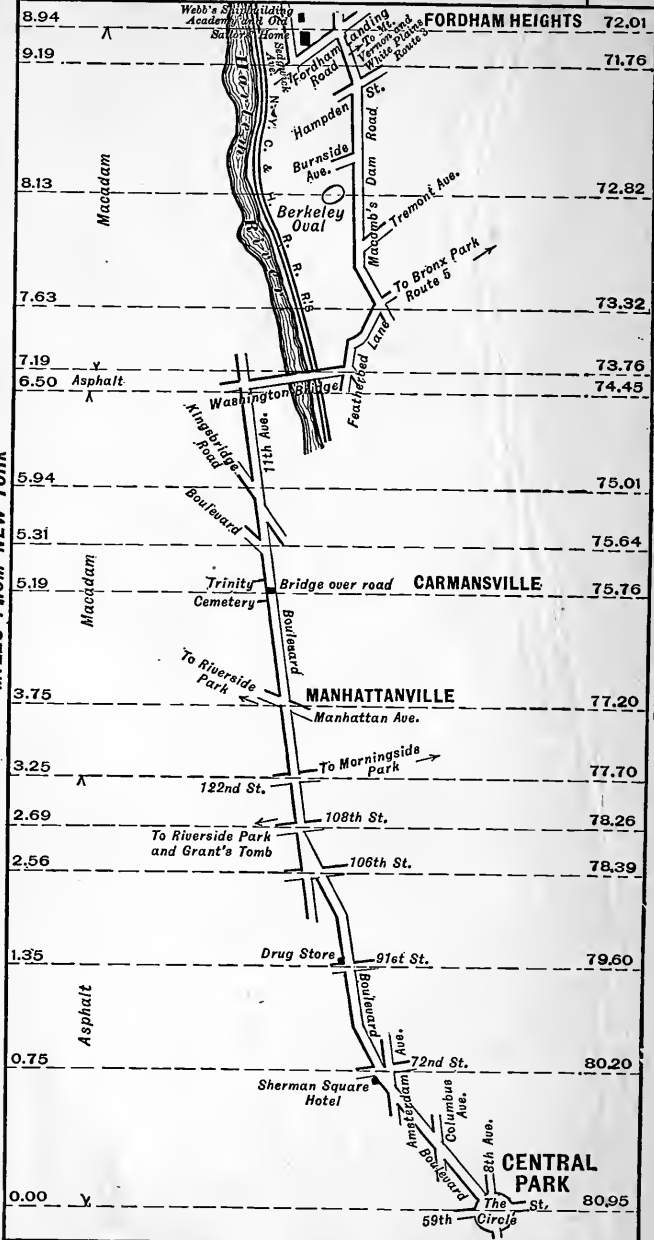 8.94
Webb's Shipbuilding
Academy and Old
Sailors' Home
Sedgwick
Ave.
Fordham
Road
Landing
To Mt.
Vernon and
White Plains
Route 3
FORDHAM HEIGHTS
72.01
9.19
71.76
Harlem
River
N. Y. C. & H. R. R. R's
Hampden
St.
Macadam
Burnside
Ave.
Macomb's Dam Road
8.13
72.82
Berkeley
Oval
Tremont Ave.
To Bronx Park
Route 5
7.63
73.32
Featherbed Lane
7.19
73.76
Asphalt
6.50
Washington Bridge
74.45
11th Ave.
Kingsbridge
Road
5.94
75.01
Boulevard
5.31
75.64
MILES FROM NEW YORK
Macadam
Trinity
Cemetery
Bridge over road
CARMANSVILLE
5.19
75.76
Boulevard
To Riverside
Park
MANHATTANVILLE
3.75
77.20
Manhattan Ave.
To Morningside
Park
3.25
77.70
122nd St.
2.69
108th St.
78.26
To Riverside Park
and Grant's Tomb
106th St.
2.56
78.39
Drug Store
91st St.
1.35
79.60
Asphalt
Boulevard
Ave.
Amsterdam
0.75
72nd St.
80.20
Sherman Square
Hotel
Columbus
Ave.
Boulevard
8th Ave.
CENTRAL
PARK
0.00
The
Circle
59th
St.
80.95